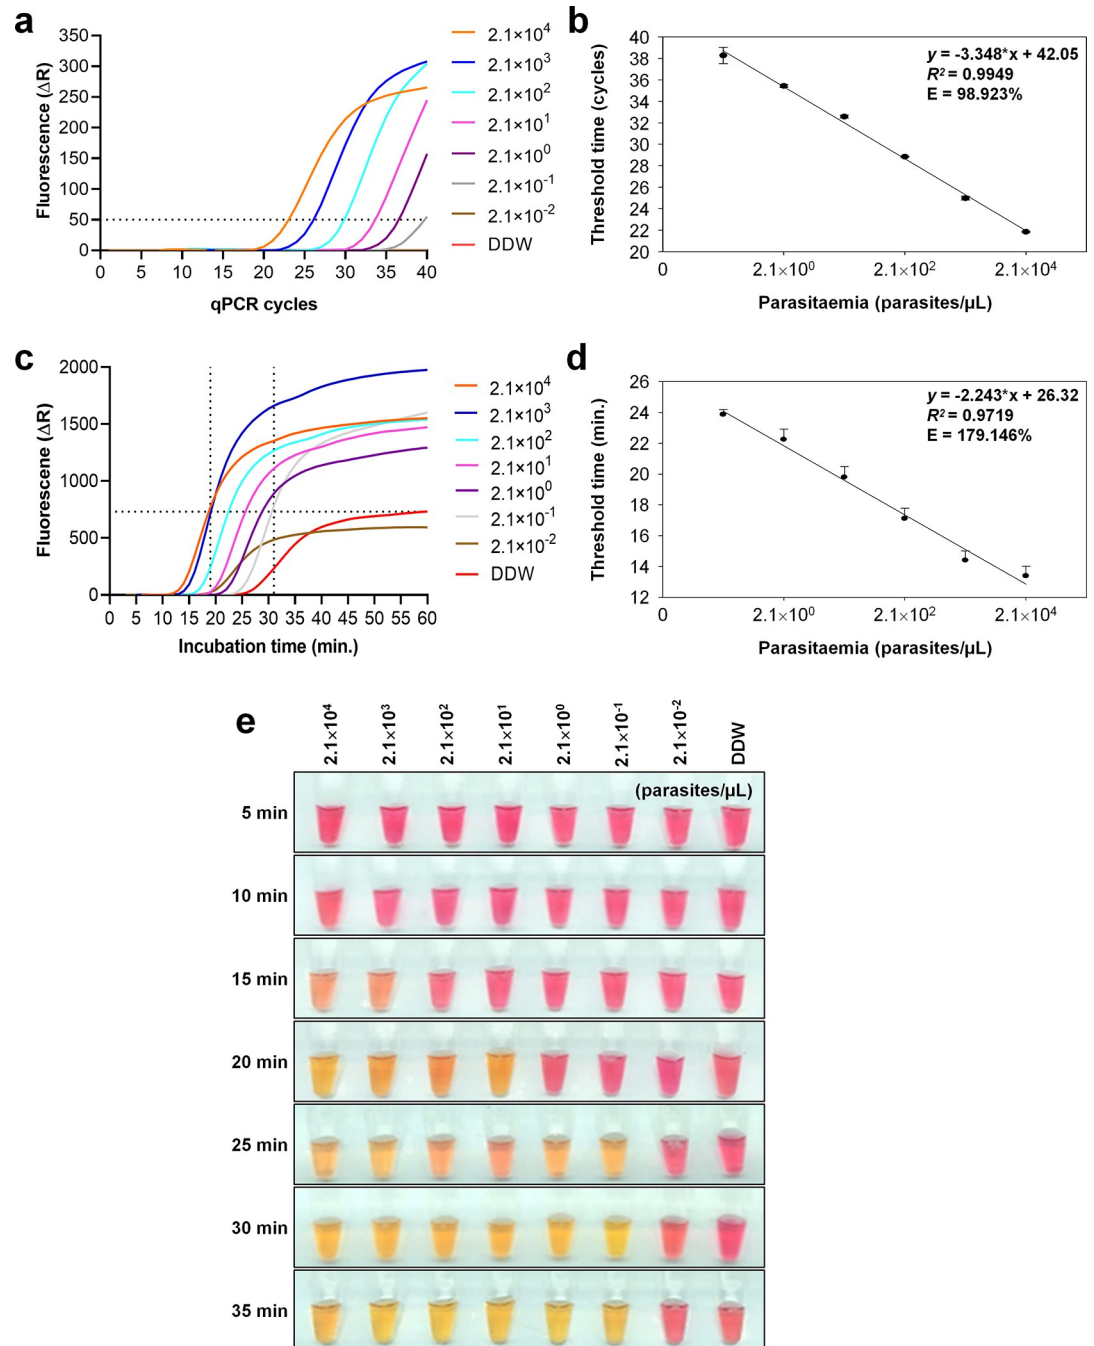 a
350
300
250
200
150
100
50
0
Fluorescence (ΔR)
0 5 10 15 20 25 30 35 40
qPCR cycles
2.1×10⁴
2.1×10³
2.1×10²
2.1×10¹
2.1×10⁰
2.1×10⁻¹
2.1×10⁻²
DDW
b
40
38
36
34
32
30
28
26
24
22
20
Threshold time (cycles)
y = -3.348*x + 42.05
R² = 0.9949
E = 98.923%
0 2.1×10⁰ 2.1×10² 2.1×10⁴
Parasitaemia (parasites/µL)
c
2000
1500
1000
500
0
Fluorescene (ΔR)
0 5 10 15 20 25 30 35 40 45 50 55 60
Incubation time (min.)
2.1×10⁴
2.1×10³
2.1×10²
2.1×10¹
2.1×10⁰
2.1×10⁻¹
2.1×10⁻²
DDW
d
26
24
22
20
18
16
14
12
Threshold time (min.)
y = -2.243*x + 26.32
R² = 0.9719
E = 179.146%
0 2.1×10⁰ 2.1×10² 2.1×10⁴
Parasitaemia (parasites/µL)
e
2.1×10⁴ 2.1×10³ 2.1×10² 2.1×10¹ 2.1×10⁰ 2.1×10⁻¹ 2.1×10⁻² DDW
(parasites/µL)
5 min
10 min
15 min
20 min
25 min
30 min
35 min